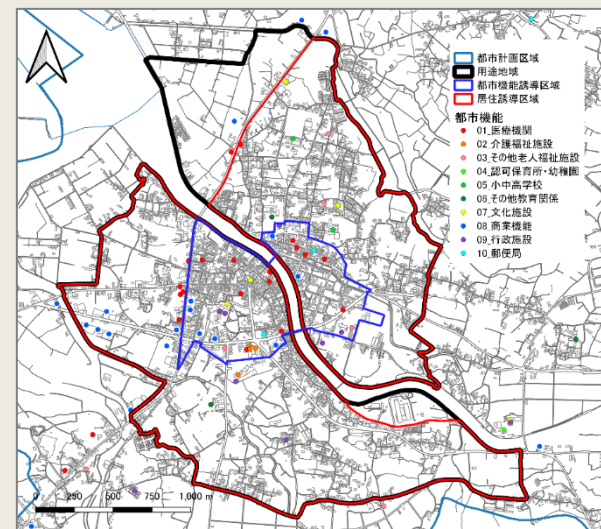 都市計画区域
用途地域
都市機能誘導区域
居住誘導区域
都市機能
01_医療機関
02_介護福祉施設
03_その他老人福祉施設
04_認可保育所・幼稚園
05_小中高学校
06_その他教育関係
07_文化施設
08_商業機能
09_行政施設
10_郵便局
0 250 500 750 1,000 m